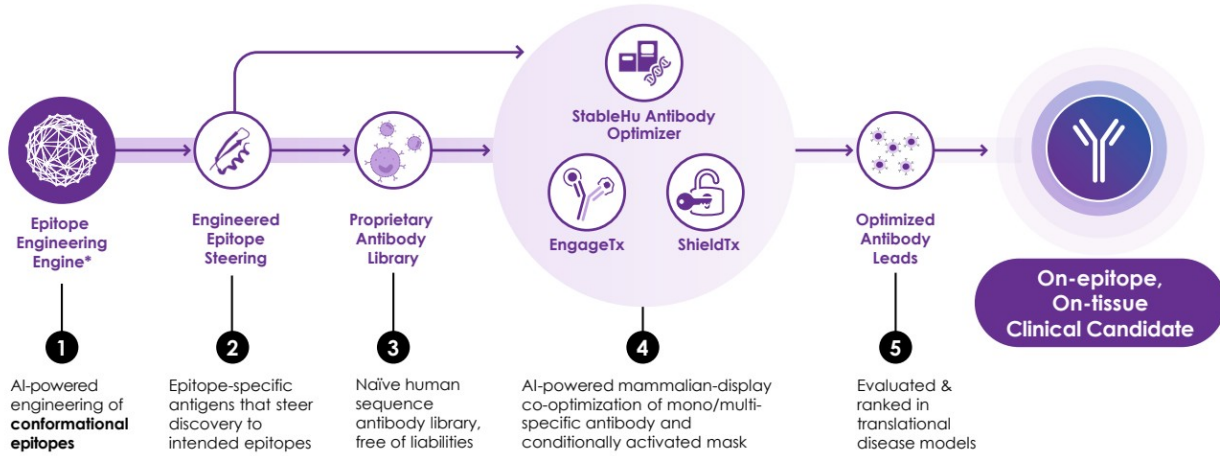 StableHu Antibody
Optimizer
EngageTx
ShieldTx
Epitope
Engineering
Engine*
Engineered
Epitope
Steering
Proprietary
Antibody
Library
Optimized
Antibody
Leads
On-epitope,
On-tissue
Clinical Candidate
1
AI-powered
engineering of
conformational
epitopes
2
Epitope-specific
antigens that steer
discovery to
intended epitopes
3
Naïve human
sequence
antibody library,
free of liabilities
4
AI-powered mammalian-display
co-optimization of mono/multi-
specific antibody and
conditionally activated mask
5
Evaluated &
ranked in
translational
disease models